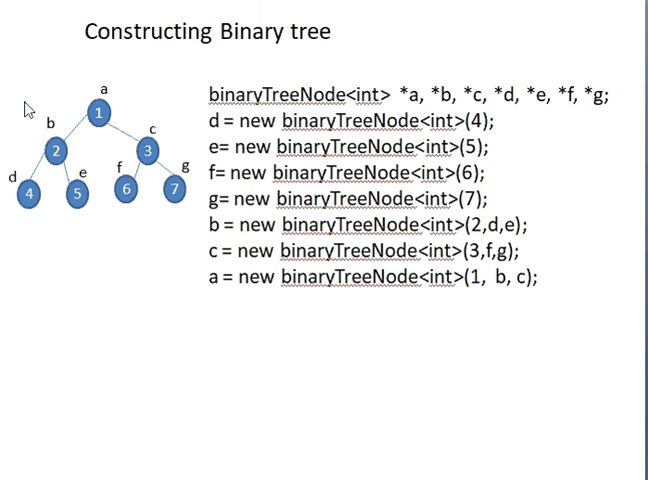 Constructing Binary tree
a
1
b
c
2
3
d
e
f
g
4
5
6
7
binaryTreeNode<int> *a, *b, *c, *d, *e, *f, *g;
d = new binaryTreeNode<int>(4);
e= new binaryTreeNode<int>(5);
f= new binaryTreeNode<int>(6);
g= new binaryTreeNode<int>(7);
b = new binaryTreeNode<int>(2,d,e);
c = new binaryTreeNode<int>(3,f,g);
a = new binaryTreeNode<int>(1, b, c);